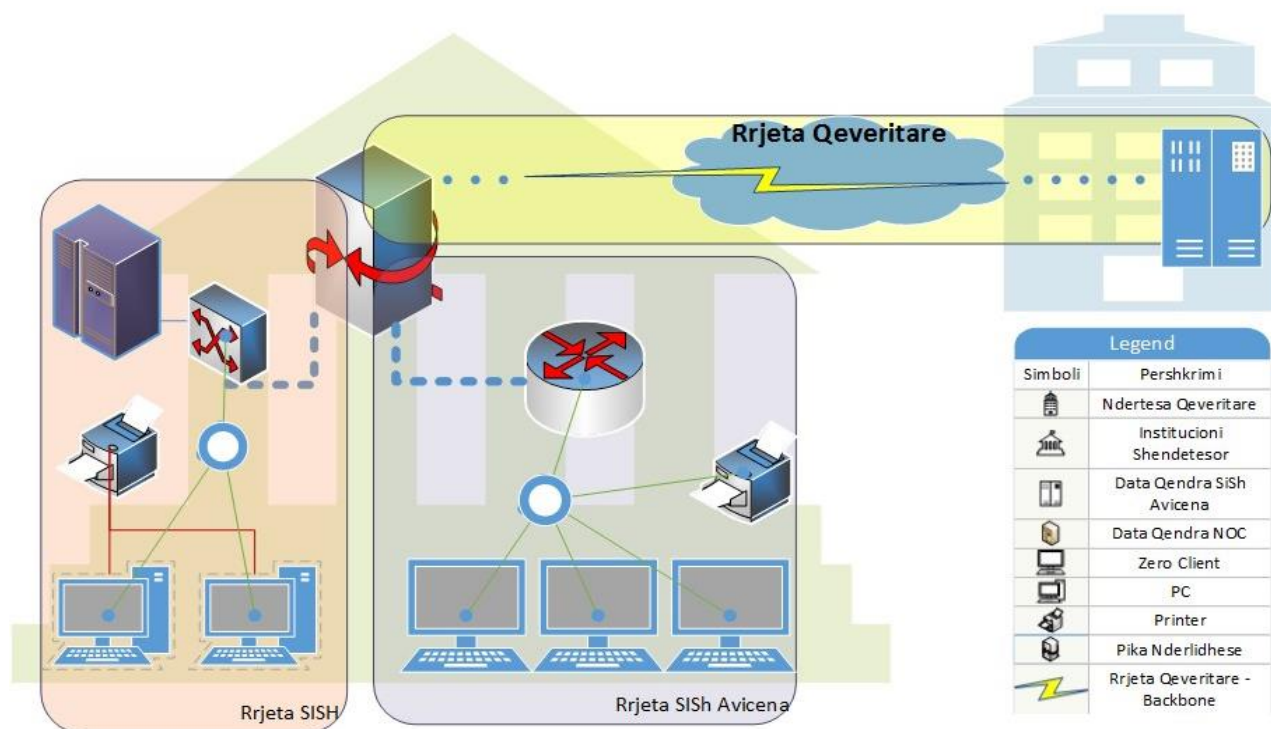 Rrjeta Qeveritare
Rrjeta SISH
Rrjeta SISh Avicena
Legend
Simboli Pershkrimi
Ndertesa Qeveritare
Institucioni
Shendetesor
Data Qendra SiSh
Avicena
Data Qendra NOC
Zero Client
PC
Printer
Pika Nderlidhese
Rrjeta Qeveritare -
Backbone